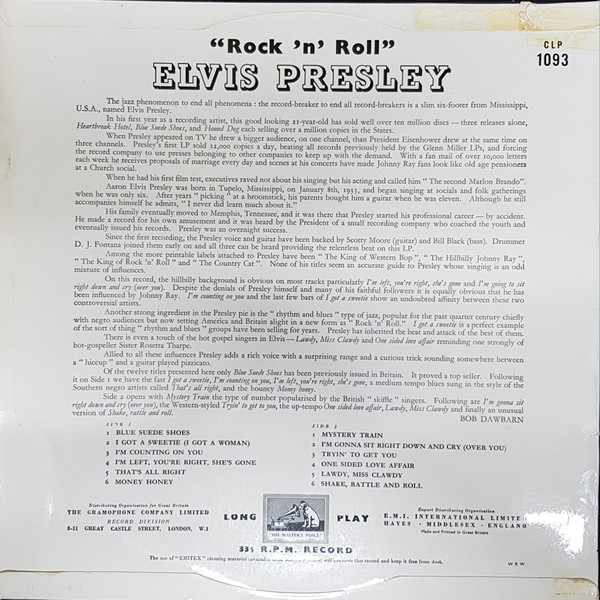 "Rock 'n' Roll"
CLP
1093
ELVIS PRESLEY
The jazz phenomenon to end all phenomena : the record-breaker to end all record-breakers is a slim six-footer from Mississippi,
U.S.A., named Elvis Presley.
In his first year as a recording artist, this good looking 21-year-old has sold well over ten million discs — three releases alone,
Heartbreak Hotel, Blue Suede Shoes, and Hound Dog each selling over a million copies in the States.
When Presley appeared on TV he drew a bigger audience, on one channel, than President Eisenhower drew at the same time on
three channels. Presley's first LP sold 12,000 copies a day, beating all records previously held by the Glenn Miller LPs, and forcing
the record company to use presses belonging to other companies to keep up with the demand. With a fan mail of over 10,000 letters
each week he receives proposals of marriage every day and scenes at his concerts have made Johnny Ray fans look like old age pensioners
at a Church social.
When he had his first film test, executives raved not about his singing but his acting and called him " The second Marlon Brando".
Aaron Elvis Presley was born in Tupelo, Mississippi, on January 8th, 1935, and began singing at socials and folk gatherings
when he was only six. After years " picking " at a broomstick, his parents bought him a guitar when he was eleven. Although he still
accompanies himself he admits, " I never did learn much about it."
His family eventually moved to Memphis, Tennessee, and it was there that Presley started his professional career — by accident.
He made a record for his own amusement and it was heard by the President of a small recording company who coached the youth and
eventually issued his records. Presley was an overnight success.
Since the first recording, the Presley voice and guitar have been backed by Scotty Moore (guitar) and Bill Black (bass). Drummer
D. J. Fontana joined them early on and all three can be heard providing the relentless beat on this LP.
Among the more printable labels attached to Presley have been " The King of Western Bop ", " The Hillbilly Johnny Ray ",
" The King of Rock 'n' Roll " and " The Country Cat ". None of his titles seem an accurate guide to Presley whose singing is an odd
mixture of influences.
On this record, the hillbilly background is obvious on most tracks particularly I'm left, you're right, she's gone and I'm going to sit
right down and cry (over you). Despite the denials of Presley himself and many of his faithful followers it is equally obvious that he has
been influenced by Johnny Ray. I'm counting on you and the last few bars of I got a sweetie show an undoubted affinity between these two
controversial artists.
Another strong ingredient in the Presley pie is the " rhythm and blues " type of jazz, popular for the past quarter century chiefly
with negro audiences but now setting America and Britain alight in a new form as " Rock 'n' Roll." I got a sweetie is a perfect example
of the sort of thing " rhythm and blues " groups have been selling for years. Presley has inherited the beat and attack of the best of them.
There is even a touch of the hot gospel singers in Elvis — Lawdy, Miss Clawdy and One sided love affair reminding one strongly of
hot-gospeller Sister Rosetta Tharpe.
Allied to all these influences Presley adds a rich voice with a surprising range and a curious trick sounding somewhere between
a " hiccup " and a guitar played pizzicato.
Of the twelve titles presented here only Blue Suede Shoes has been previously issued in Britain. It proved a top seller. Following
it on Side 1 we have the fast I got a sweetie, I'm counting on you, I'm left, you're right, she's gone, a medium tempo blues sung in the style of the
Southern negro artists called That's all right, and the bouncy Money honey.
Side 2 opens with Mystery Train the type of number popularised by the British " skiffle " singers. Following are I'm gonna sit
right down and cry (over you), the Western-styled Tryin' to get to you, the up-tempo One sided love affair, Lawdy, Miss Clawdy and finally an unusual
version of Shake, rattle and roll.
BOB DAWBARN
SIDE 1
1 BLUE SUEDE SHOES
2 I GOT A SWEETIE (I GOT A WOMAN)
3 I'M COUNTING ON YOU
4 I'M LEFT, YOU'RE RIGHT, SHE'S GONE
5 THAT'S ALL RIGHT
6 MONEY HONEY
SIDE 2
1 MYSTERY TRAIN
2 I'M GONNA SIT RIGHT DOWN AND CRY (OVER YOU)
3 TRYIN' TO GET YOU
4 ONE SIDED LOVE AFFAIR
5 LAWDY, MISS CLAWDY
6 SHAKE, RATTLE AND ROLL
Distributing Organisation for Great Britain
THE GRAMOPHONE COMPANY LIMITED
RECORD DIVISION
8-11 GREAT CASTLE STREET, LONDON, W.1
LONG PLAY
"HIS MASTER'S VOICE"
33⅓ R.P.M. RECORD
Export Distributing Organisation
E.M.I. INTERNATIONAL LIMITED
HAYES · MIDDLESEX · ENGLAND
Made and Printed in Great Britain
The use of "EMITEX" cleaning material will preserve this record and keep it free from dust.
W & W